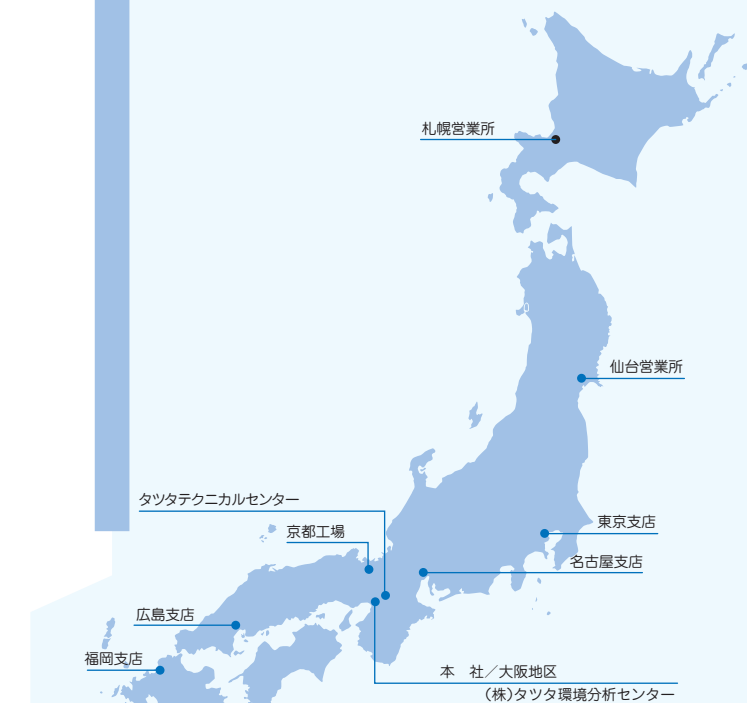 札幌営業所
仙台営業所
タツタテクニカルセンター
東京支店
京都工場
名古屋支店
広島支店
福岡支店
本　社／大阪地区
（株）タツタ環境分析センター